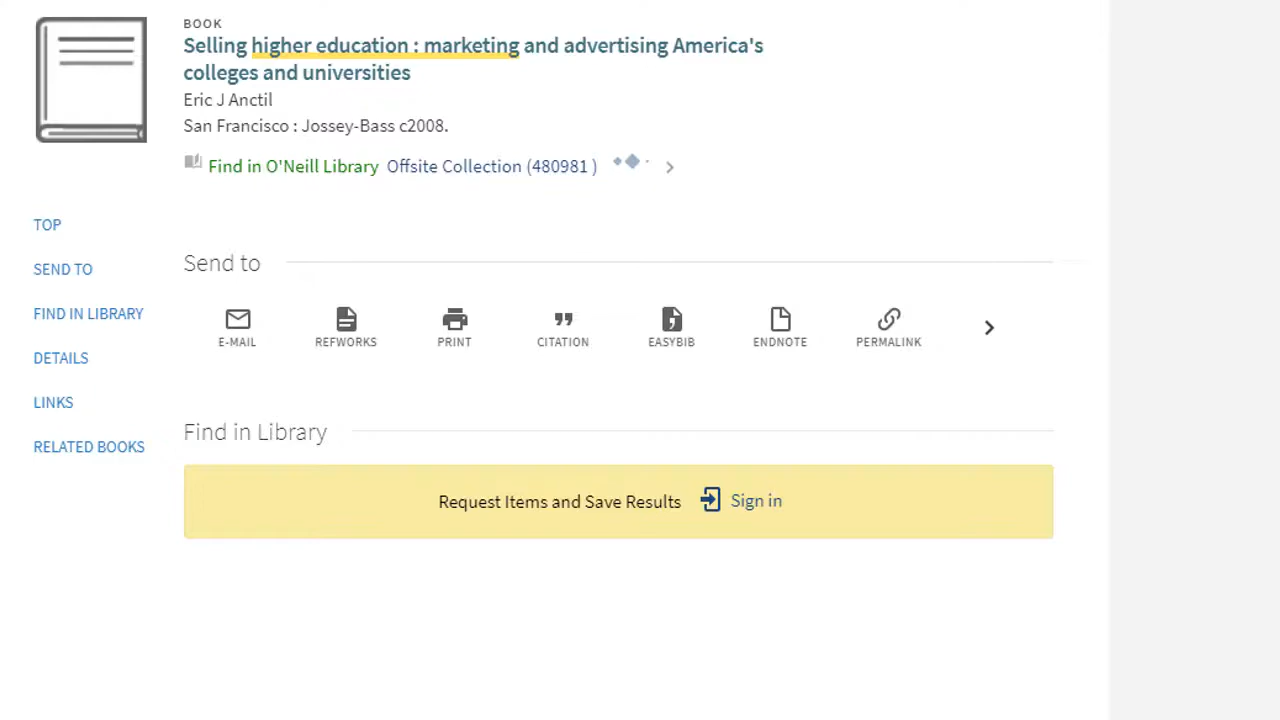 BOOK
Selling higher education : marketing and advertising America's
colleges and universities
Eric J Anctil
San Francisco : Jossey-Bass c2008.
Find in O'Neill Library Offsite Collection (480981 )
TOP
SEND TO
FIND IN LIBRARY
DETAILS
LINKS
RELATED BOOKS
Send to
E-MAIL REFWORKS PRINT CITATION EASYBIB ENDNOTE PERMALINK
Find in Library
Request Items and Save Results Sign in